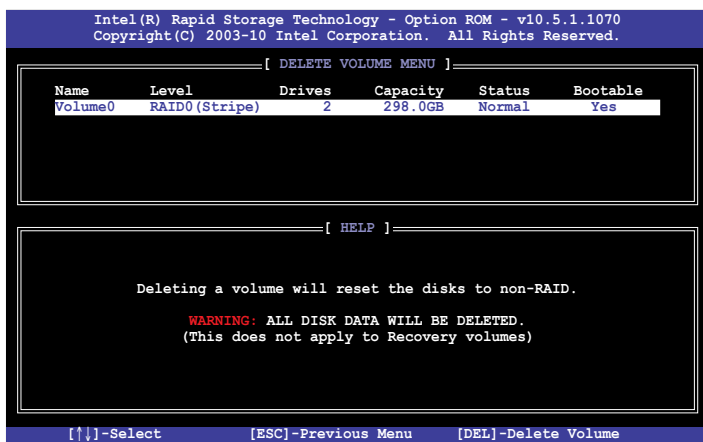 Intel(R) Rapid Storage Technology - Option ROM - v10.5.1.1070
Copyright(C) 2003-10 Intel Corporation. All Rights Reserved.
[ DELETE VOLUME MENU ]
Name Level Drives Capacity Status Bootable
Volume0 RAID0(Stripe) 2 298.0GB Normal Yes
[ HELP ]
Deleting a volume will reset the disks to non-RAID.
WARNING: ALL DISK DATA WILL BE DELETED.
(This does not apply to Recovery volumes)
[↑↓]-Select [ESC]-Previous Menu [DEL]-Delete Volume